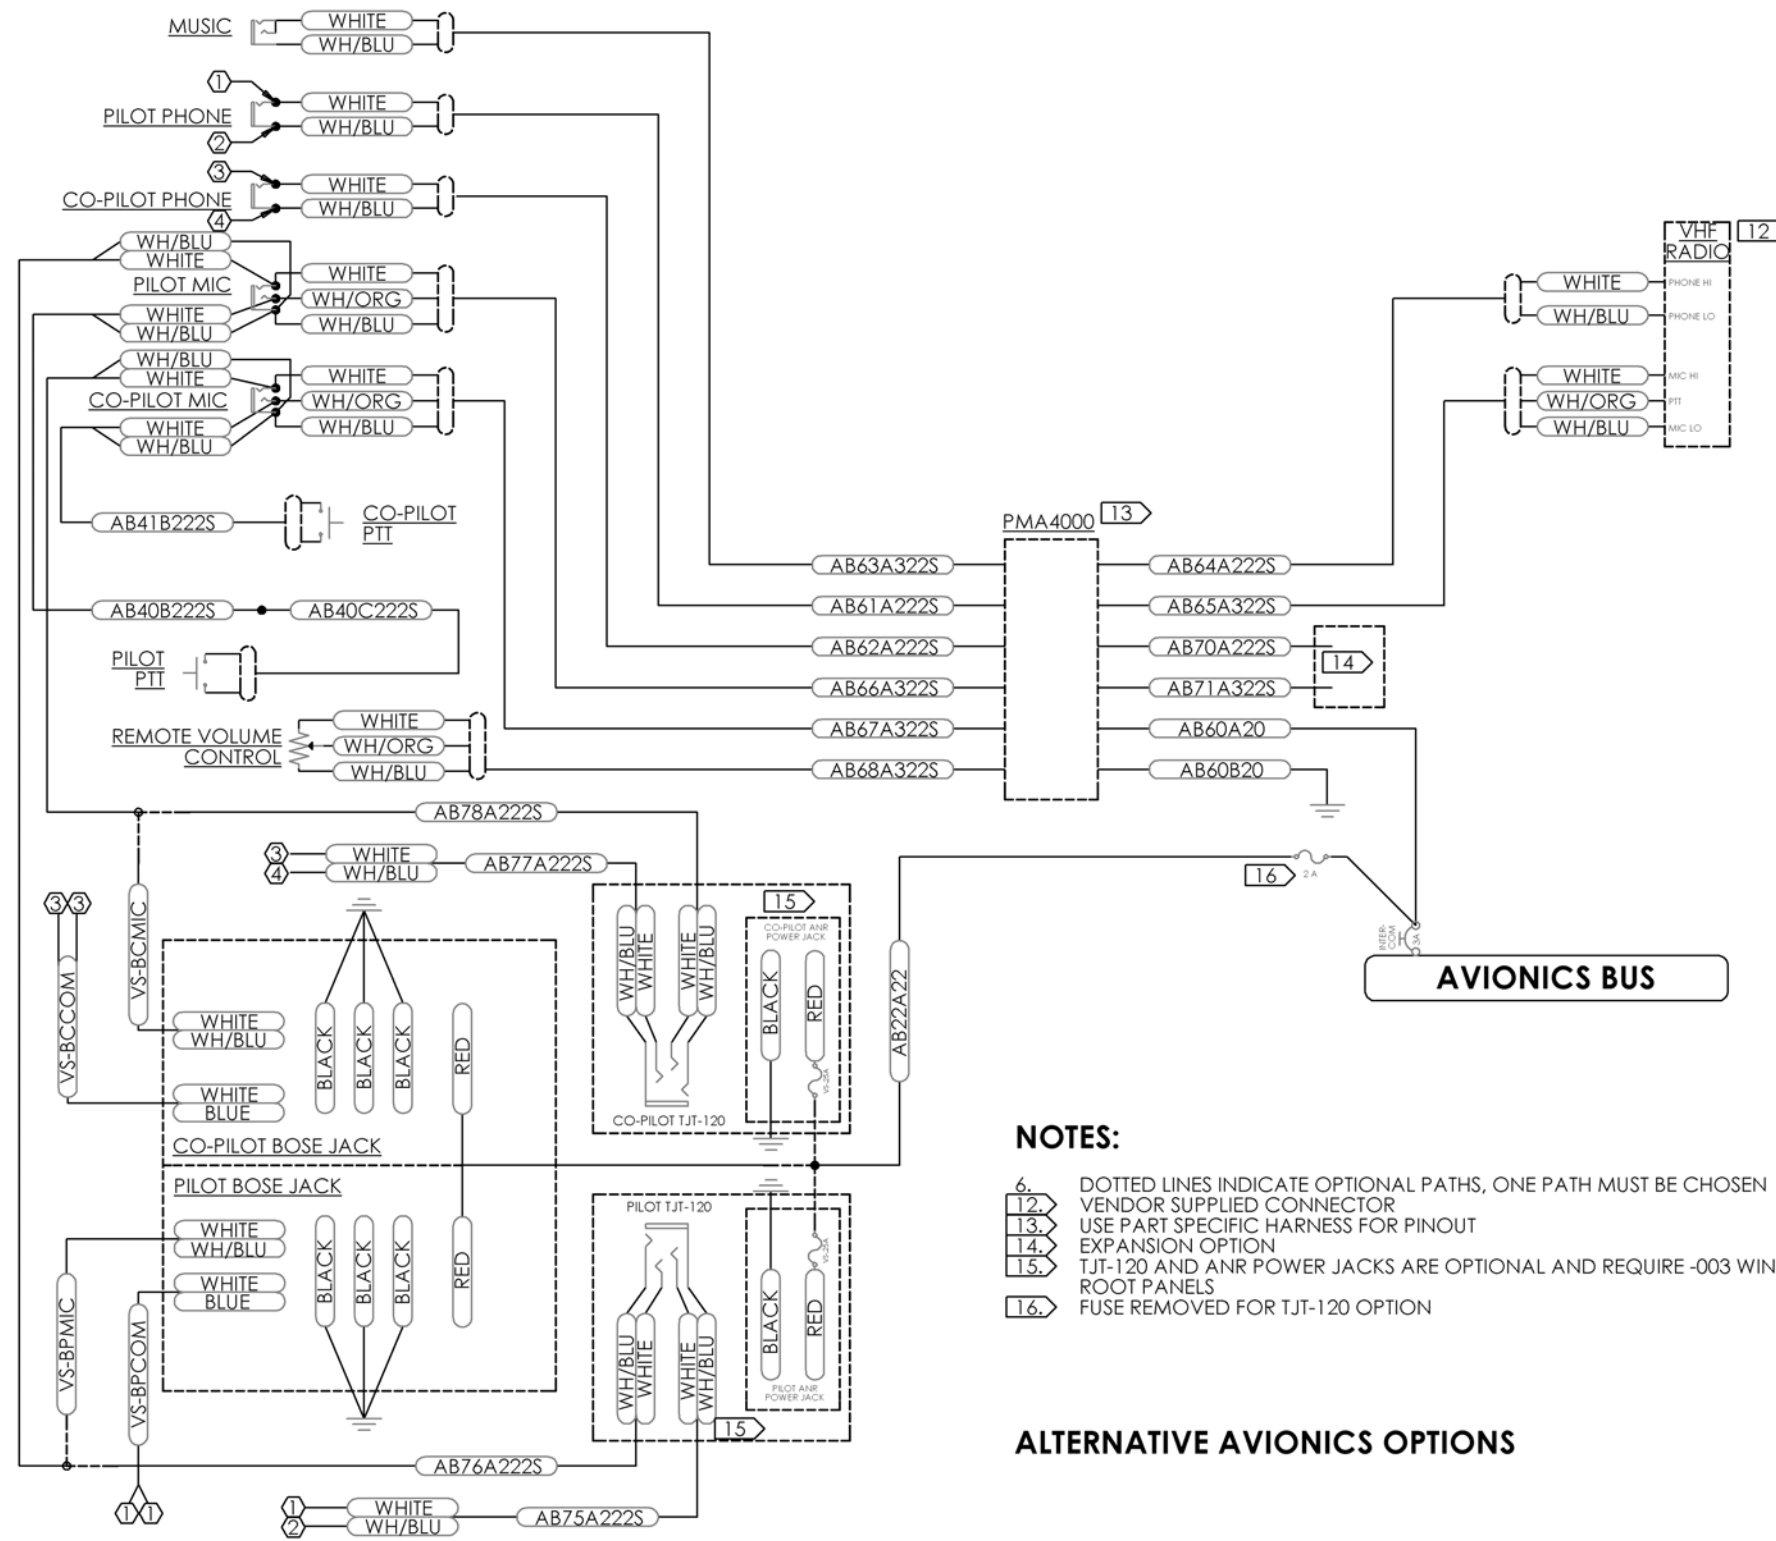 MUSIC
WHITE
WH/BLU
1
PILOT PHONE
WHITE
WH/BLU
2
3
CO-PILOT PHONE
WHITE
WH/BLU
4
WH/BLU
WHITE
PILOT MIC
WHITE
WH/BLU
WHITE
WH/ORG
WH/BLU
WH/BLU
WHITE
CO-PILOT MIC
WHITE
WH/BLU
WHITE
WH/ORG
WH/BLU
VHF
RADIO
12
WHITE
PHONE HI
WH/BLU
PHONE LO
WHITE
MIC HI
WH/ORG
PTT
WH/BLU
MIC LO
AB41B222S
CO-PILOT
PTT
AB40B222S
AB40C222S
PILOT
PTT
REMOTE VOLUME
CONTROL
WHITE
WH/ORG
WH/BLU
PMA4000
13
AB63A322S
AB61A222S
AB62A222S
AB66A322S
AB67A322S
AB68A322S
AB64A222S
AB65A322S
AB70A222S
AB71A322S
14
AB60A20
AB60B20
AB78A222S
3
4
WHITE
WH/BLU
AB77A222S
16
2 A
INTER-
COM
3A
AVIONICS BUS
3 3
VS-BCCOM
VS-BCMIC
WHITE
WH/BLU
WHITE
BLUE
BLACK
BLACK
BLACK
RED
CO-PILOT BOSE JACK
WH/BLU
WHITE
WHITE
WH/BLU
CO-PILOT TJT-120
15
CO-PILOT ANR
POWER JACK
BLACK
RED
VS-25A
AB22A22
PILOT BOSE JACK
WHITE
WH/BLU
WHITE
BLUE
BLACK
BLACK
BLACK
RED
VS-BPMIC
VS-BPCOM
1 1
PILOT TJT-120
WH/BLU
WHITE
WHITE
WH/BLU
VS-25A
BLACK
RED
PILOT ANR
POWER JACK
15
AB76A222S
1
2
WHITE
WH/BLU
AB75A222S
NOTES:
6. DOTTED LINES INDICATE OPTIONAL PATHS, ONE PATH MUST BE CHOSEN
12. VENDOR SUPPLIED CONNECTOR
13. USE PART SPECIFIC HARNESS FOR PINOUT
14. EXPANSION OPTION
15. TJT-120 AND ANR POWER JACKS ARE OPTIONAL AND REQUIRE -003 WIN
ROOT PANELS
16. FUSE REMOVED FOR TJT-120 OPTION
ALTERNATIVE AVIONICS OPTIONS